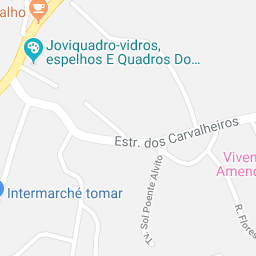 alho
Joviquadro-vidros,
espelhos E Quadros Do...
Estr. dos Carvalheiros
Tv. Sol Poente Alvito
Viven
Amend
R. Flores
Intermarché tomar